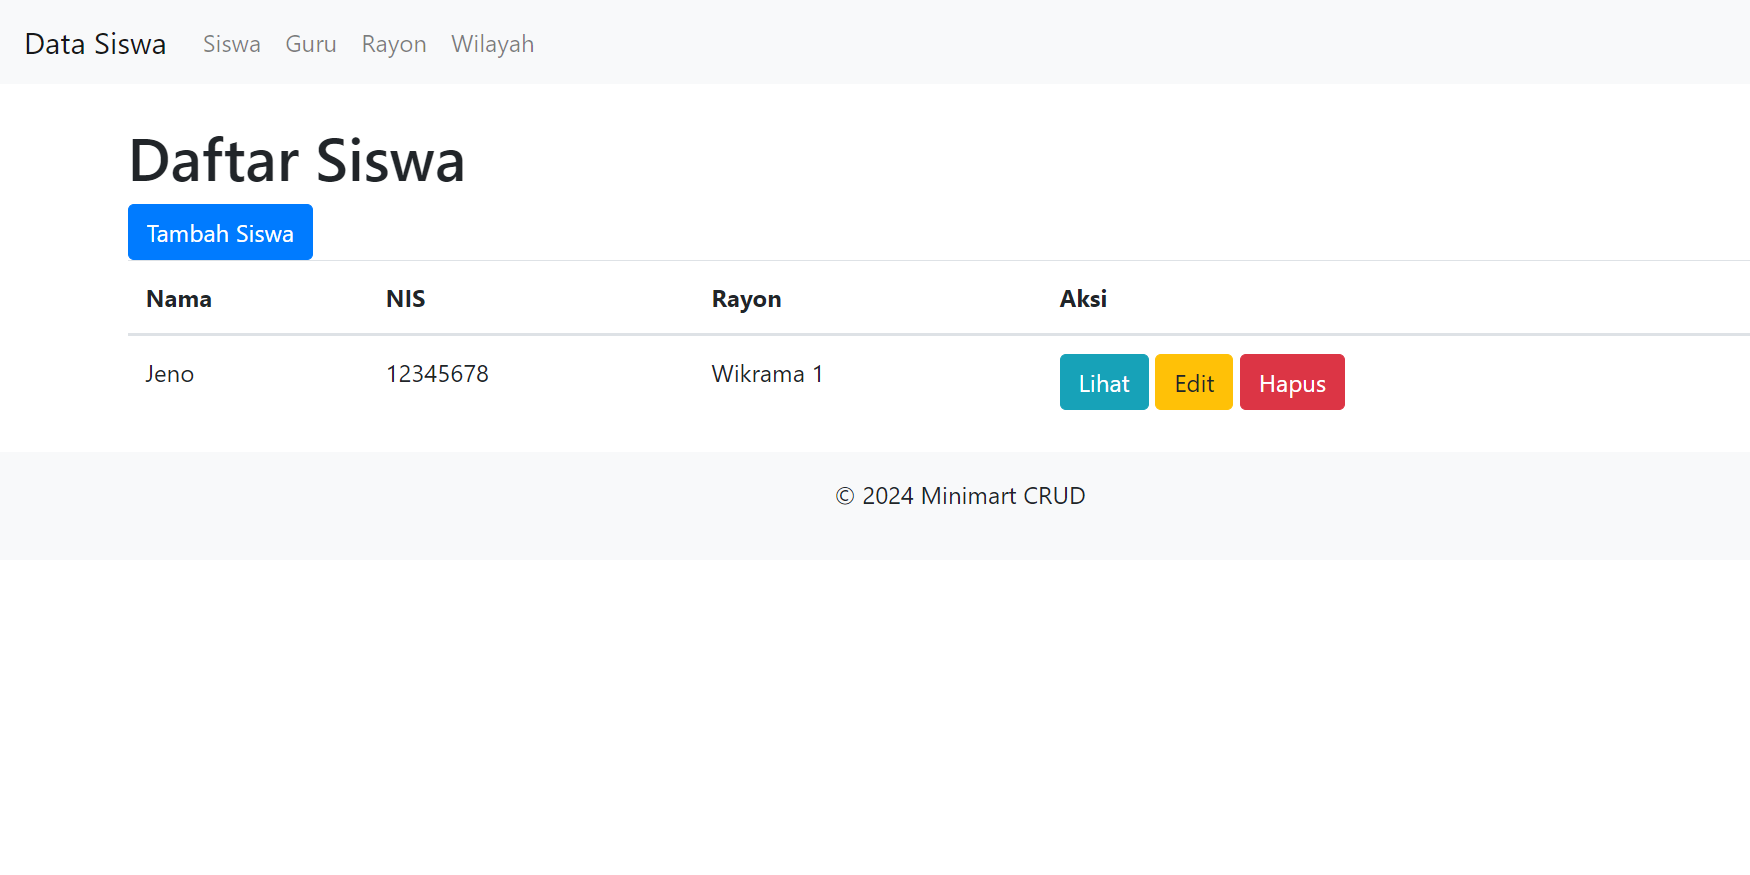 Data Siswa Siswa Guru Rayon Wilayah
Daftar Siswa
Tambah Siswa
Nama NIS Rayon Aksi
Jeno 12345678 Wikrama 1 Lihat Edit Hapus
© 2024 Minimart CRUD